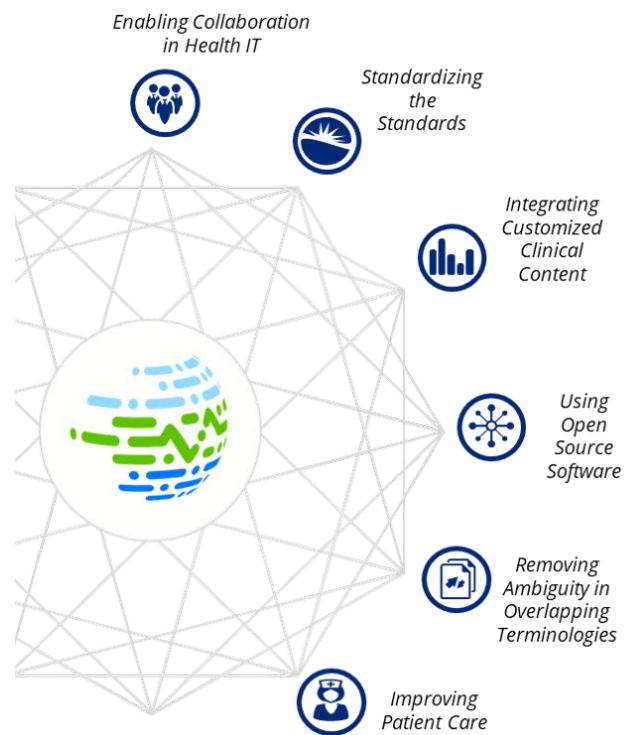 Enabling Collaboration
in Health IT
Standardizing
the
Standards
Integrating
Customized
Clinical
Content
Using
Open
Source
Software
Removing
Ambiguity in
Overlapping
Terminologies
Improving
Patient Care